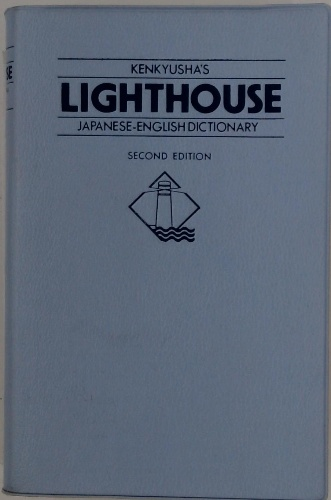 KENKYUSHA'S
LIGHTHOUSE
JAPANESE-ENGLISH DICTIONARY
SECOND EDITION